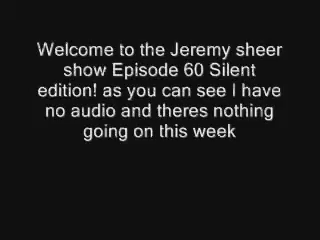 Welcome to the Jeremy sheer
show Episode 60 Silent
edition! as you can see I have
no audio and theres nothing
going on this week